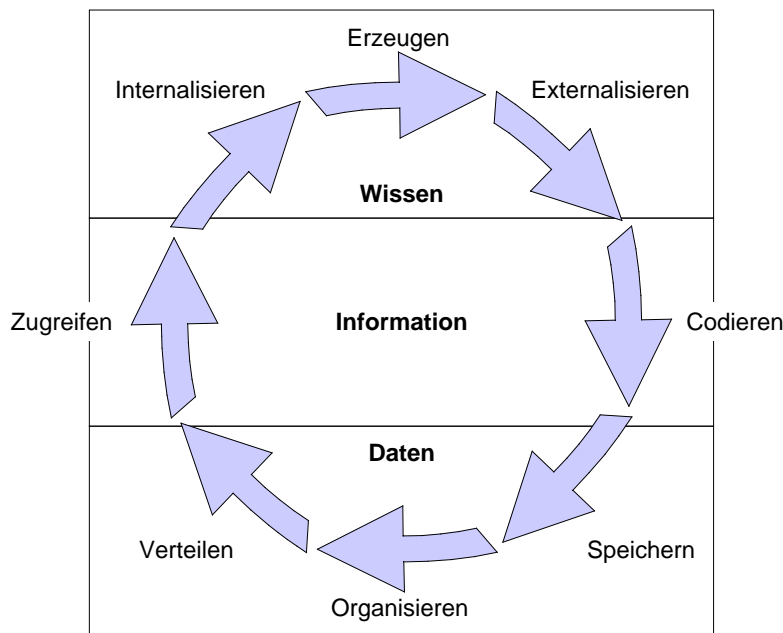 Erzeugen
Internalisieren
Externalisieren
Wissen
Zugreifen
Information
Codieren
Daten
Verteilen
Speichern
Organisieren